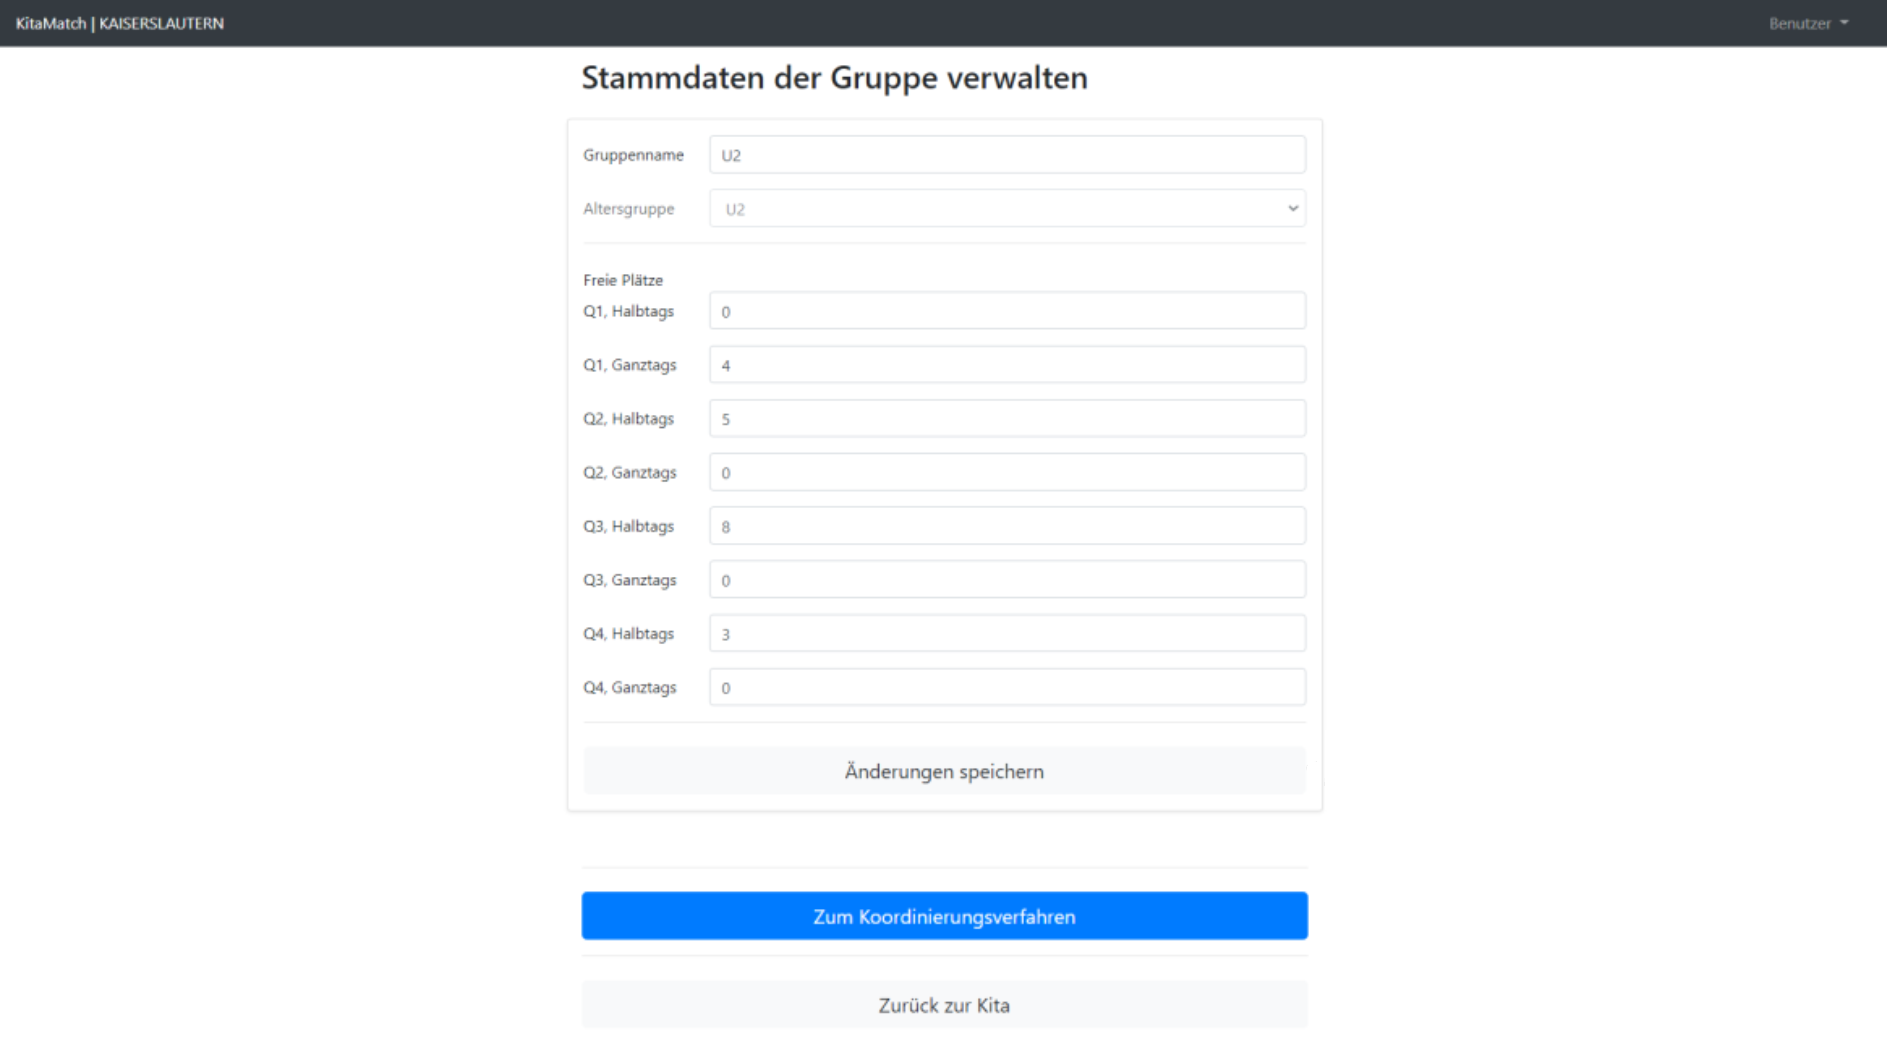 KitaMatch | KAISERSLAUTERN
Benutzer
Stammdaten der Gruppe verwalten
Gruppenname U2
Altersgruppe U2
Freie Plätze
Q1, Halbtags 0
Q1, Ganztags 4
Q2, Halbtags 5
Q2, Ganztags 0
Q3, Halbtags 8
Q3, Ganztags 0
Q4, Halbtags 3
Q4, Ganztags 0
Änderungen speichern
Zum Koordinierungsverfahren
Zurück zur Kita